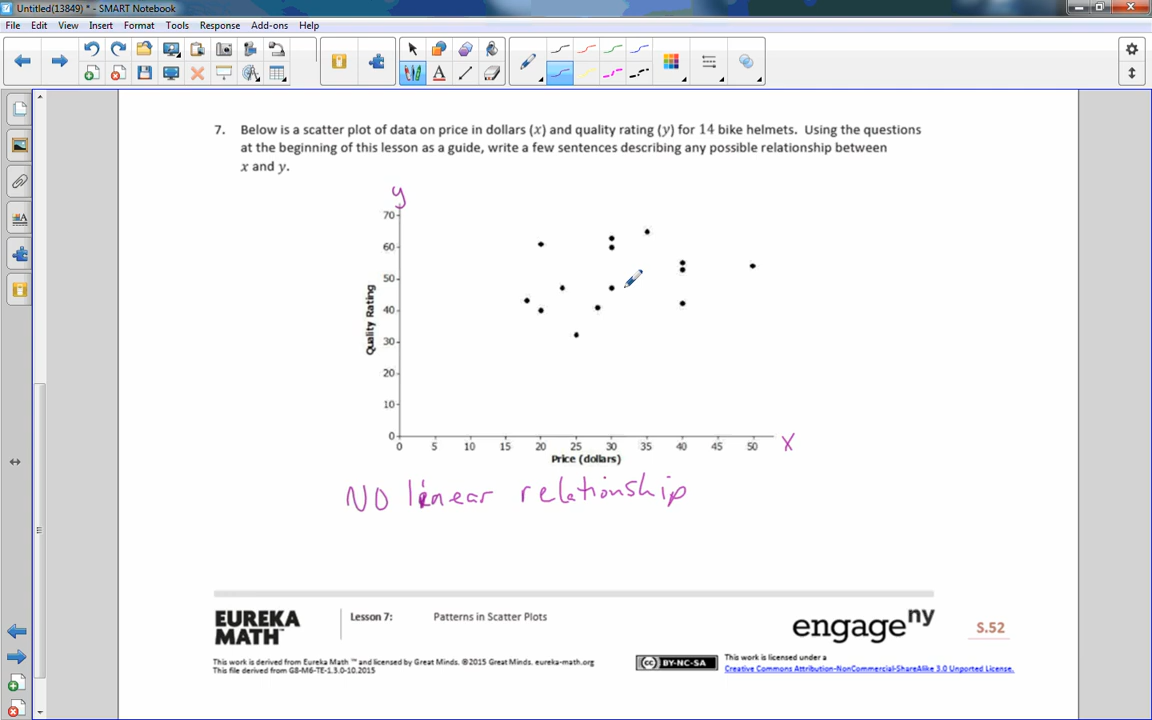 Untitled(13849) * - SMART Notebook
File Edit View Insert Format Tools Response Add-ons Help
7. Below is a scatter plot of data on price in dollars (x) and quality rating (y) for 14 bike helmets. Using the questions
at the beginning of this lesson as a guide, write a few sentences describing any possible relationship between
x and y.
y
70
60
50
40
30
20
10
0
Quality Rating
0 5 10 15 20 25 30 35 40 45 50
x
Price (dollars)
NO linear relationship
EUREKA
MATH™
Lesson 7: Patterns in Scatter Plots
engageny
S.52
This work is derived from Eureka Math ™ and licensed by Great Minds. ©2015 Great Minds. eureka-math.org
This file derived from G8-M6-TE-1.3.0-10.2015
cc BY-NC-SA
This work is licensed under a
Creative Commons Attribution-NonCommercial-ShareAlike 3.0 Unported License.